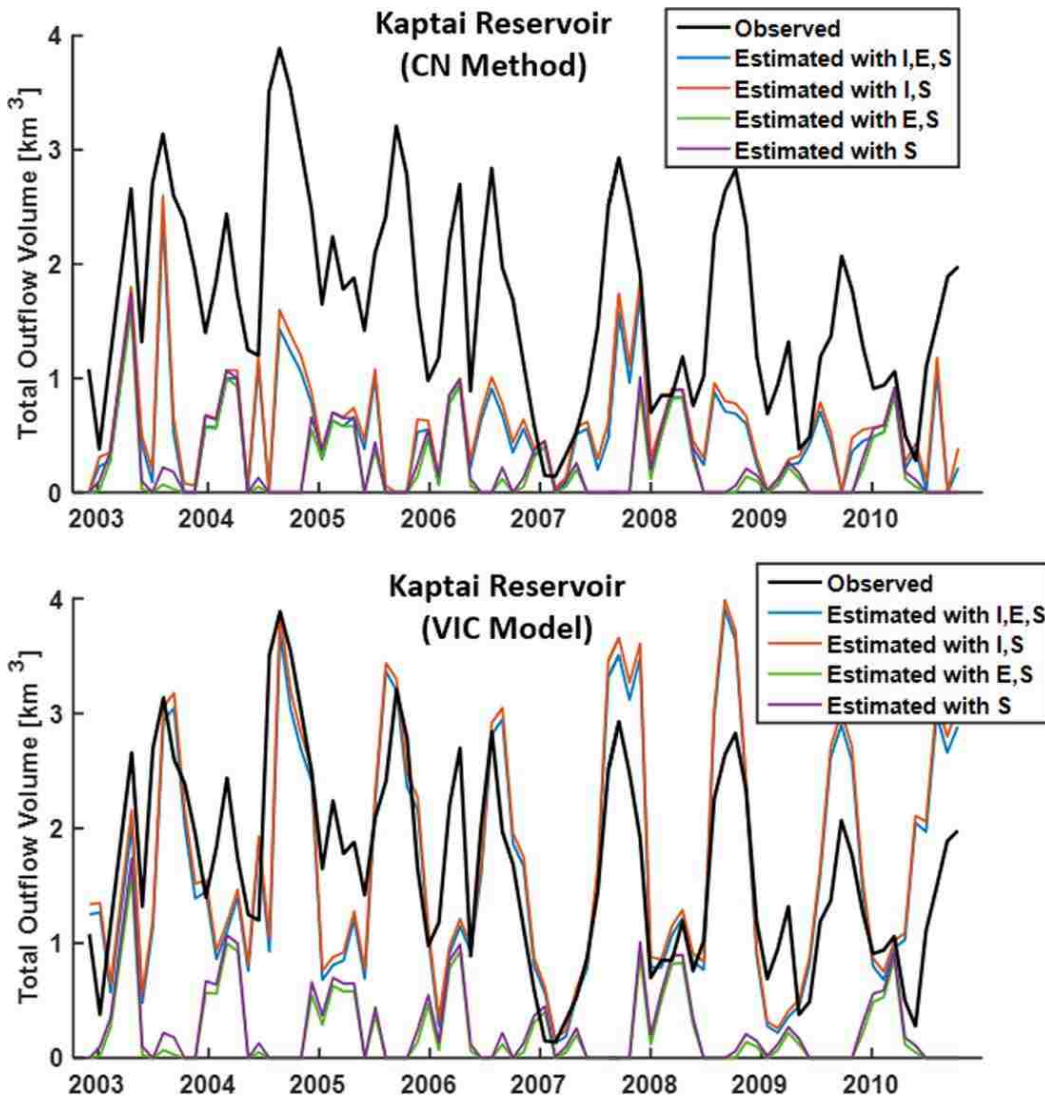 Kaptai Reservoir
(CN Method)
Observed
Estimated with I,E,S
Estimated with I,S
Estimated with E,S
Estimated with S
Total Outflow Volume [km 3]
4
3
2
1
0
2003 2004 2005 2006 2007 2008 2009 2010
Kaptai Reservoir
(VIC Model)
Observed
Estimated with I,E,S
Estimated with I,S
Estimated with E,S
Estimated with S
Total Outflow Volume [km 3]
4
3
2
1
0
2003 2004 2005 2006 2007 2008 2009 2010